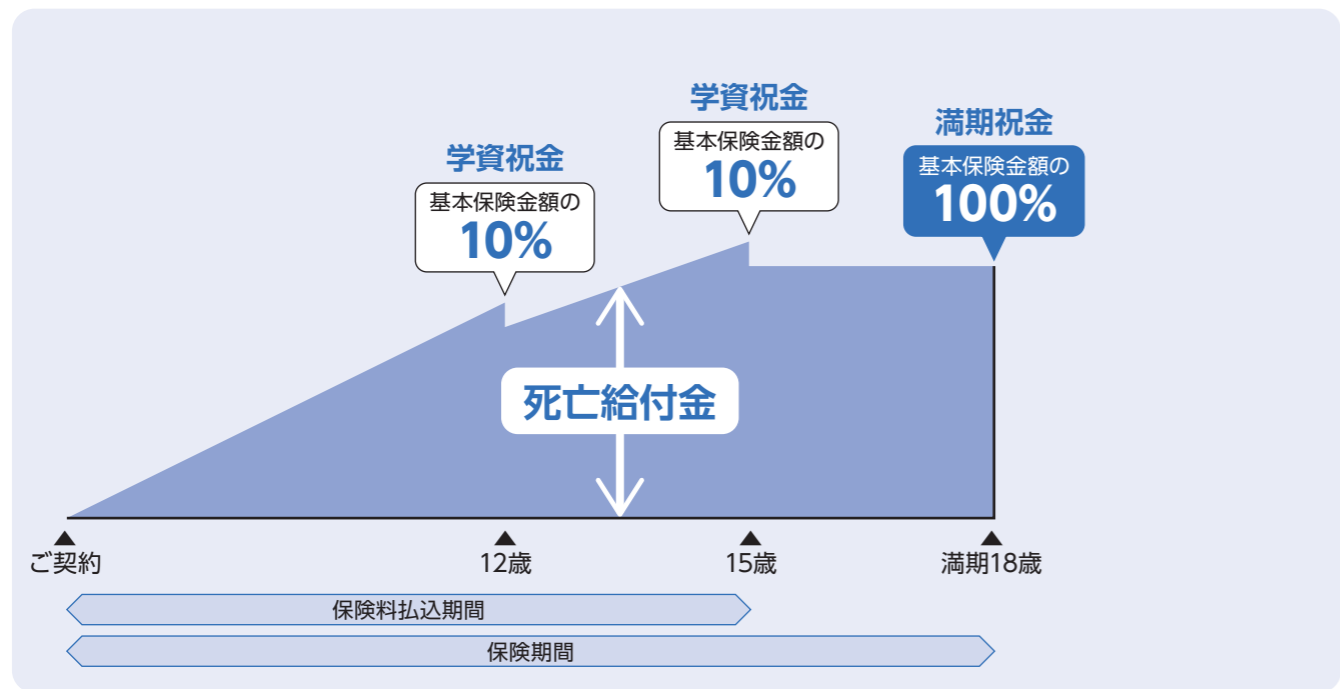 学資祝金
基本保険金額の
10%
学資祝金
基本保険金額の
10%
満期祝金
基本保険金額の
100%
死亡給付金
ご契約
12歳
15歳
満期18歳
保険料払込期間
保険期間